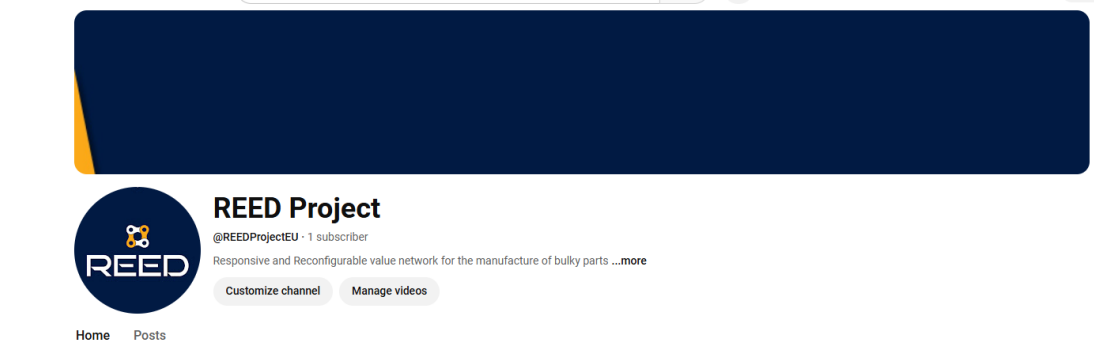 REED
REED Project
@REEDProjectEU · 1 subscriber
Responsive and Reconfigurable value network for the manufacture of bulky parts ...more
Customize channel Manage videos
Home Posts